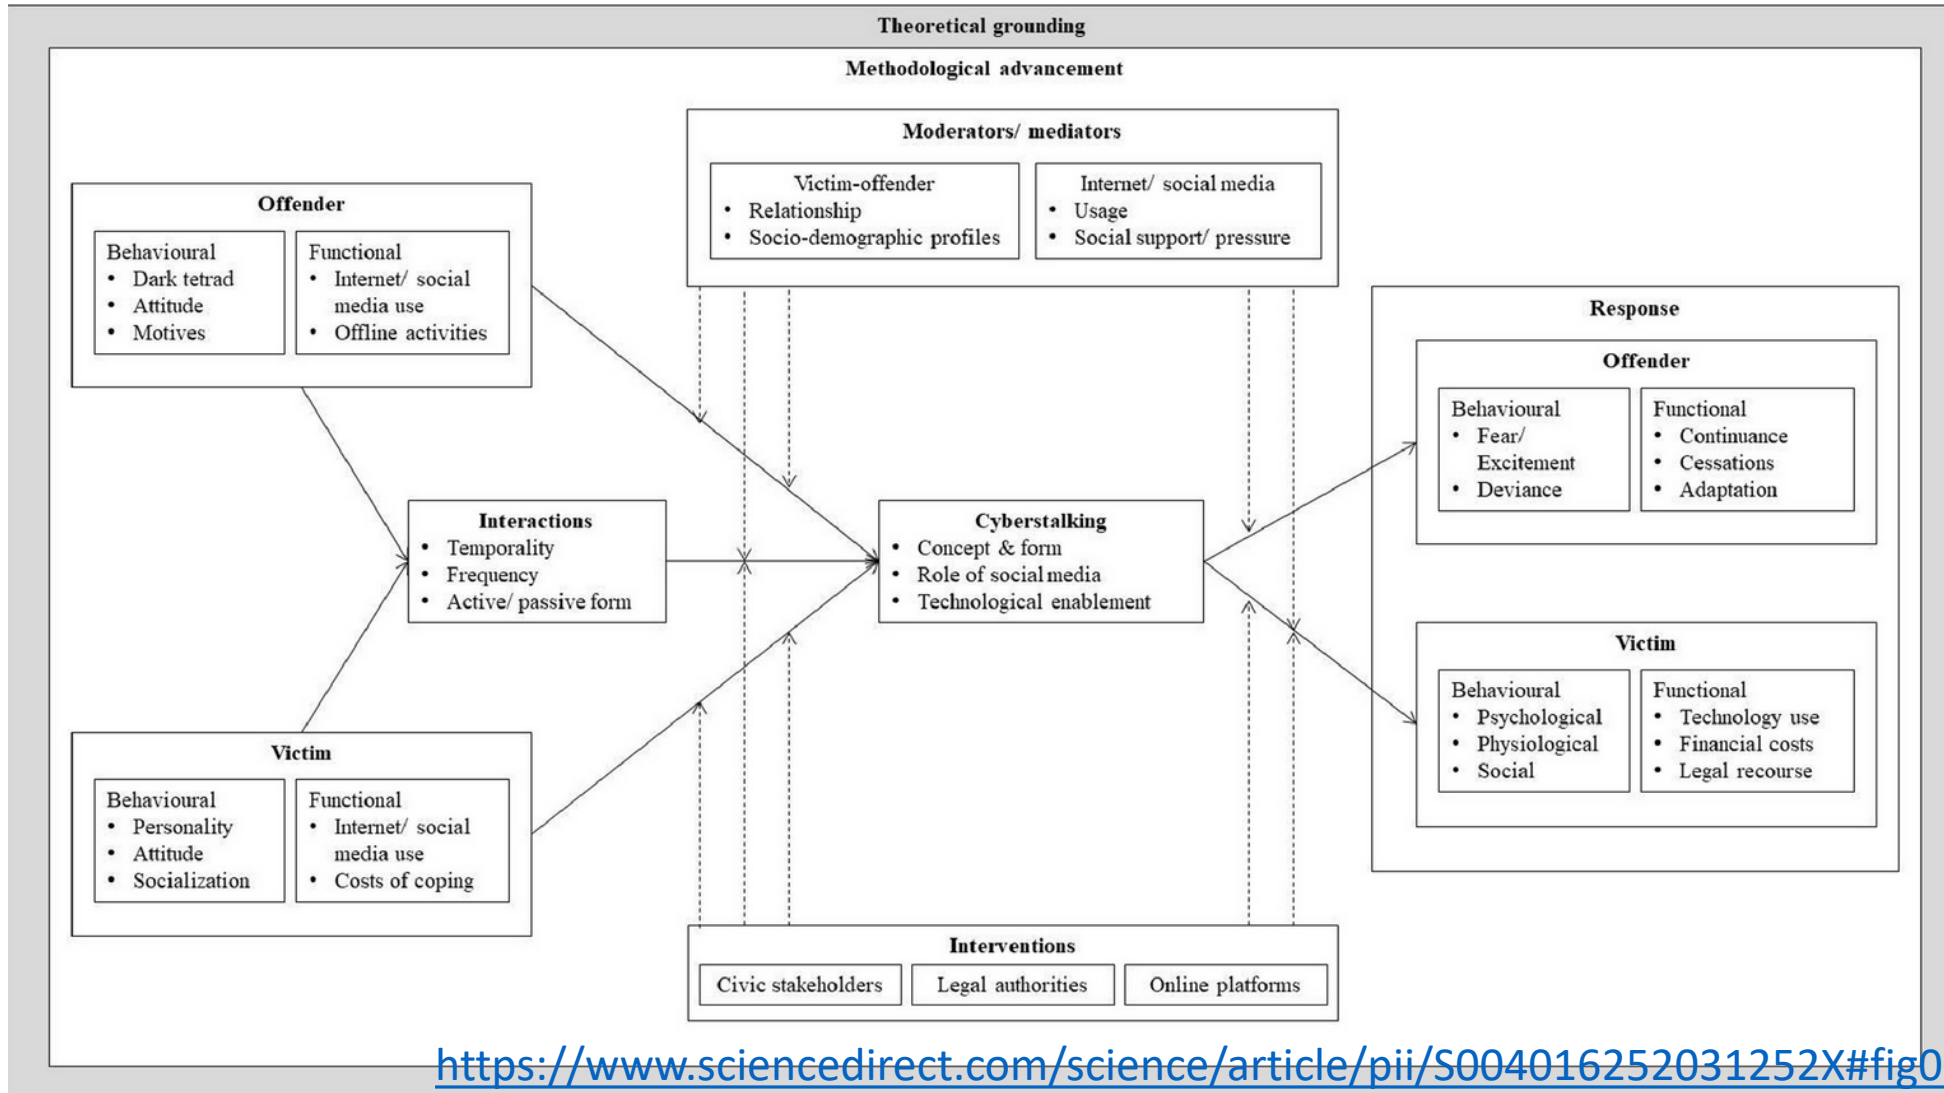 Theoretical grounding
Methodological advancement
Moderators/ mediators
Victim-offender
• Relationship
• Socio-demographic profiles
Internet/ social media
• Usage
• Social support/ pressure
Offender
Behavioural
• Dark tetrad
• Attitude
• Motives
Functional
• Internet/ social
media use
• Offline activities
Interactions
• Temporality
• Frequency
• Active/ passive form
Cyberstalking
• Concept & form
• Role of social media
• Technological enablement
Response
Offender
Behavioural
• Fear/
Excitement
• Deviance
Functional
• Continuance
• Cessations
• Adaptation
Victim
Behavioural
• Psychological
• Physiological
• Social
Functional
• Technology use
• Financial costs
• Legal recourse
Victim
Behavioural
• Personality
• Attitude
• Socialization
Functional
• Internet/ social
media use
• Costs of coping
Interventions
Civic stakeholders
Legal authorities
Online platforms
https://www.sciencedirect.com/science/article/pii/S004016252031252X#fig0